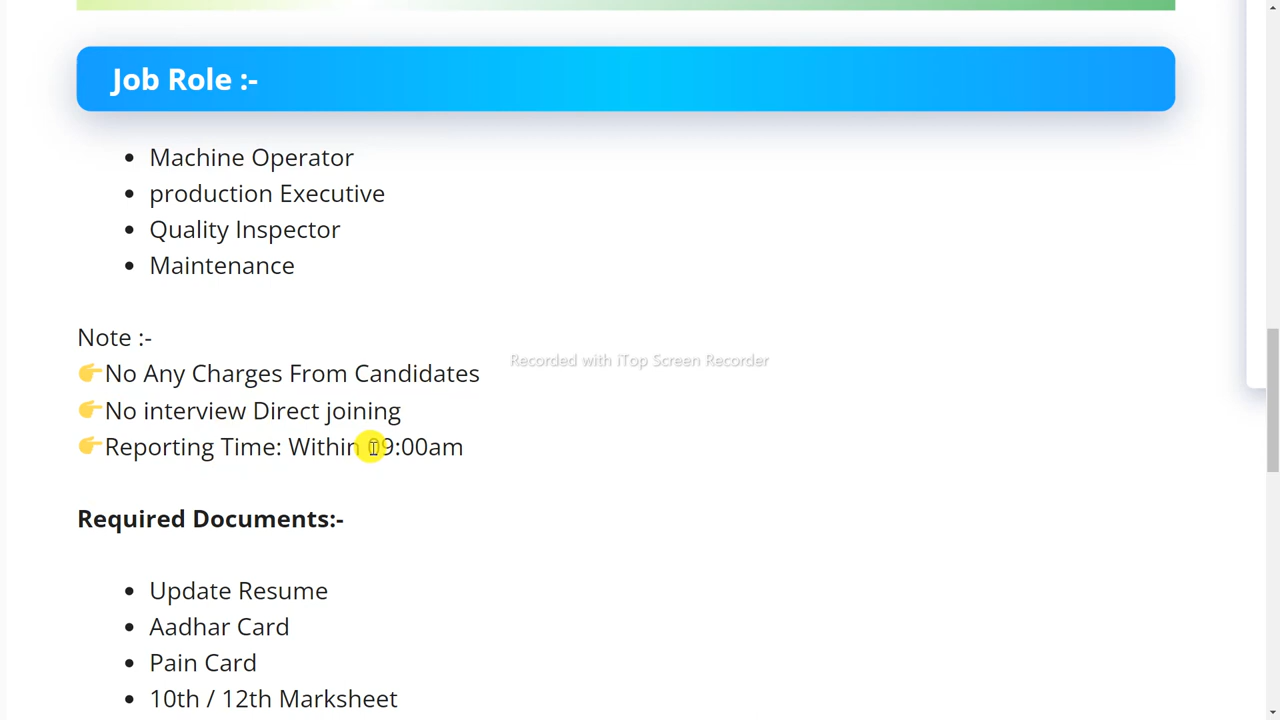 Job Role :-
Machine Operator
production Executive
Quality Inspector
Maintenance
Note :-
Recorded with iTop Screen Recorder
👉No Any Charges From Candidates
👉No interview Direct joining
👉Reporting Time: Within 09:00am
Required Documents:-
Update Resume
Aadhar Card
Pain Card
10th / 12th Marksheet